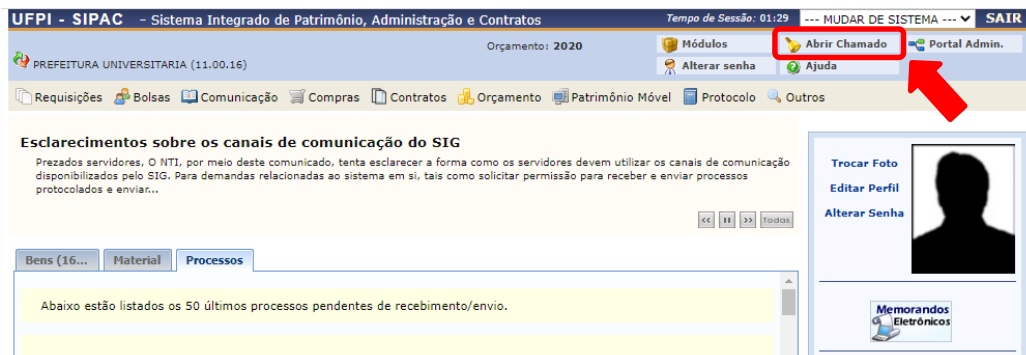 UFPI - SIPAC - Sistema Integrado de Patrimônio, Administração e Contratos
Tempo de Sessão: 01:29
--- MUDAR DE SISTEMA ---
SAIR
PREFEITURA UNIVERSITARIA (11.00.16)
Orçamento: 2020
Módulos
Abrir Chamado
Portal Admin.
Alterar senha
Ajuda
Requisições Bolsas Comunicação Compras Contratos Orçamento Patrimônio Móvel Protocolo Outros
Esclarecimentos sobre os canais de comunicação do SIG
Prezados servidores, O NTI, por meio deste comunicado, tenta esclarecer a forma como os servidores devem utilizar os canais de comunicação
disponibilizados pelo SIG. Para demandas relacionadas ao sistema em si, tais como solicitar permissão para receber e enviar processos
protocolados e enviar...
<< II >> Todas
Trocar Foto
Editar Perfil
Alterar Senha
Bens (16... Material Processos
Abaixo estão listados os 50 últimos processos pendentes de recebimento/envio.
Memorandos
Eletrônicos